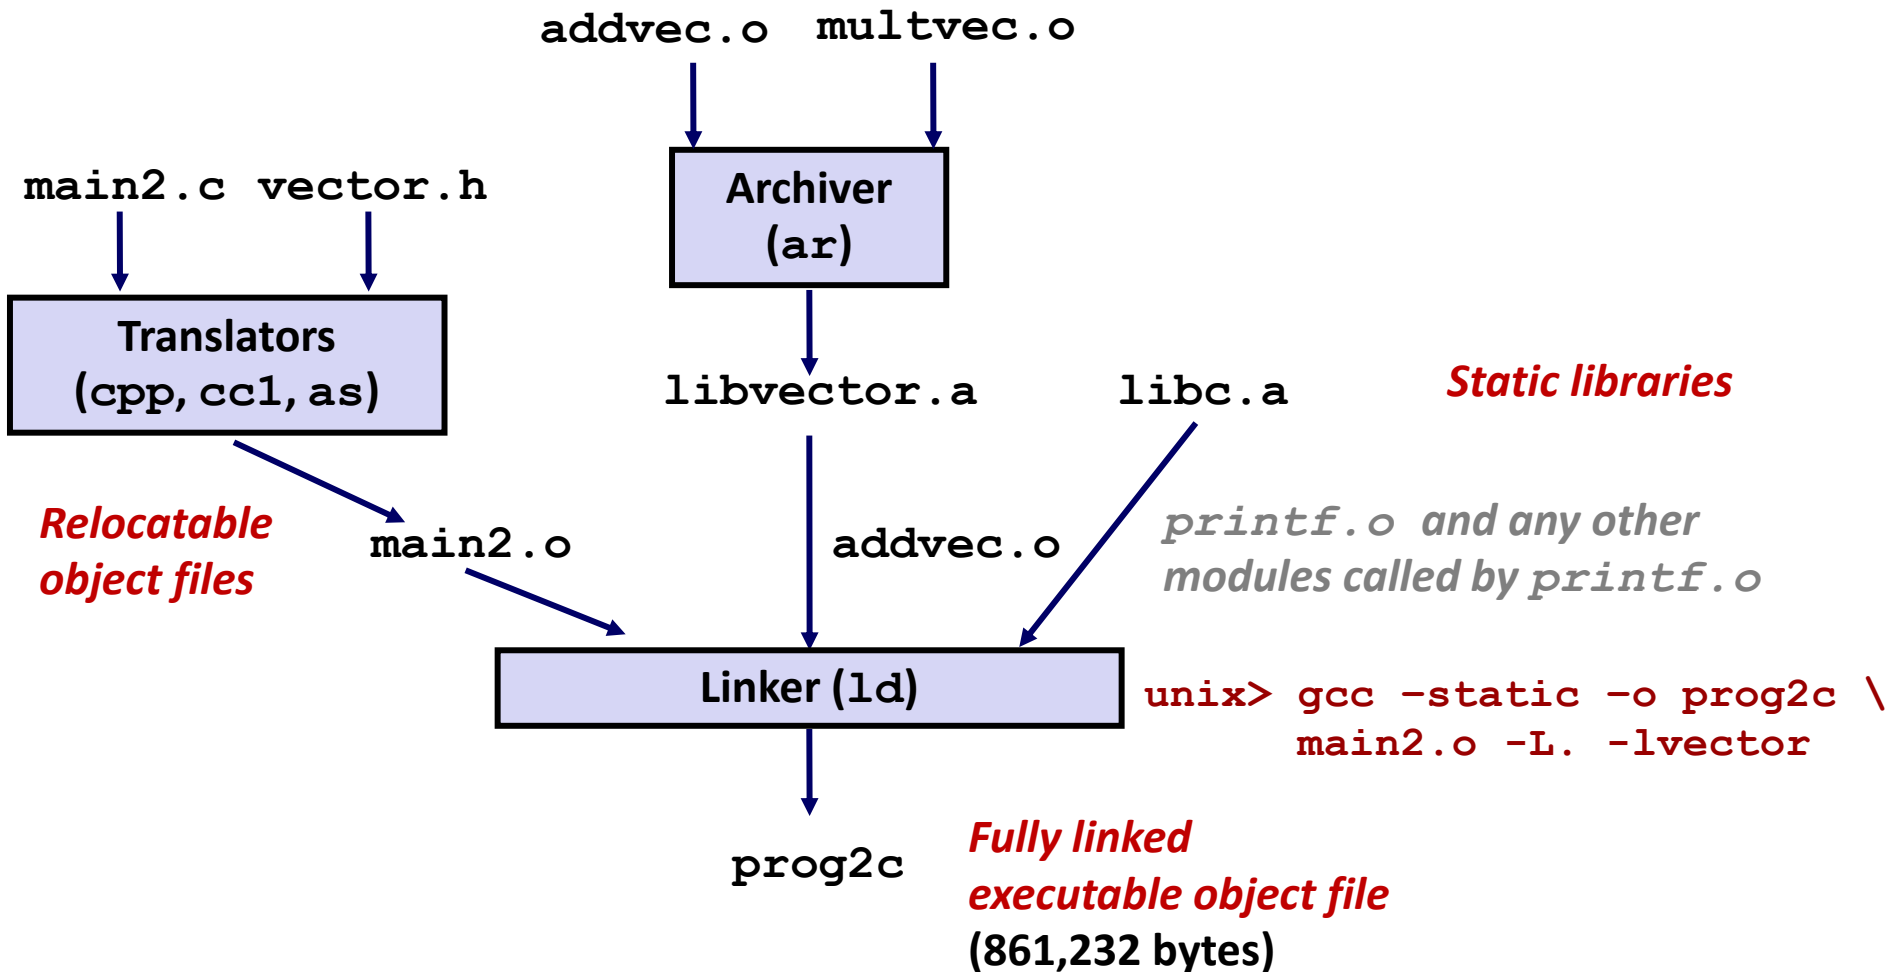 addvec.o multvec.o
main2.c vector.h
Archiver
(ar)
Translators
(cpp, cc1, as)
libvector.a libc.a Static libraries
Relocatable
object files
main2.o addvec.o
printf.o and any other
modules called by printf.o
Linker (ld)
unix> gcc –static –o prog2c \
main2.o -L. -lvector
prog2c
Fully linked
executable object file
(861,232 bytes)